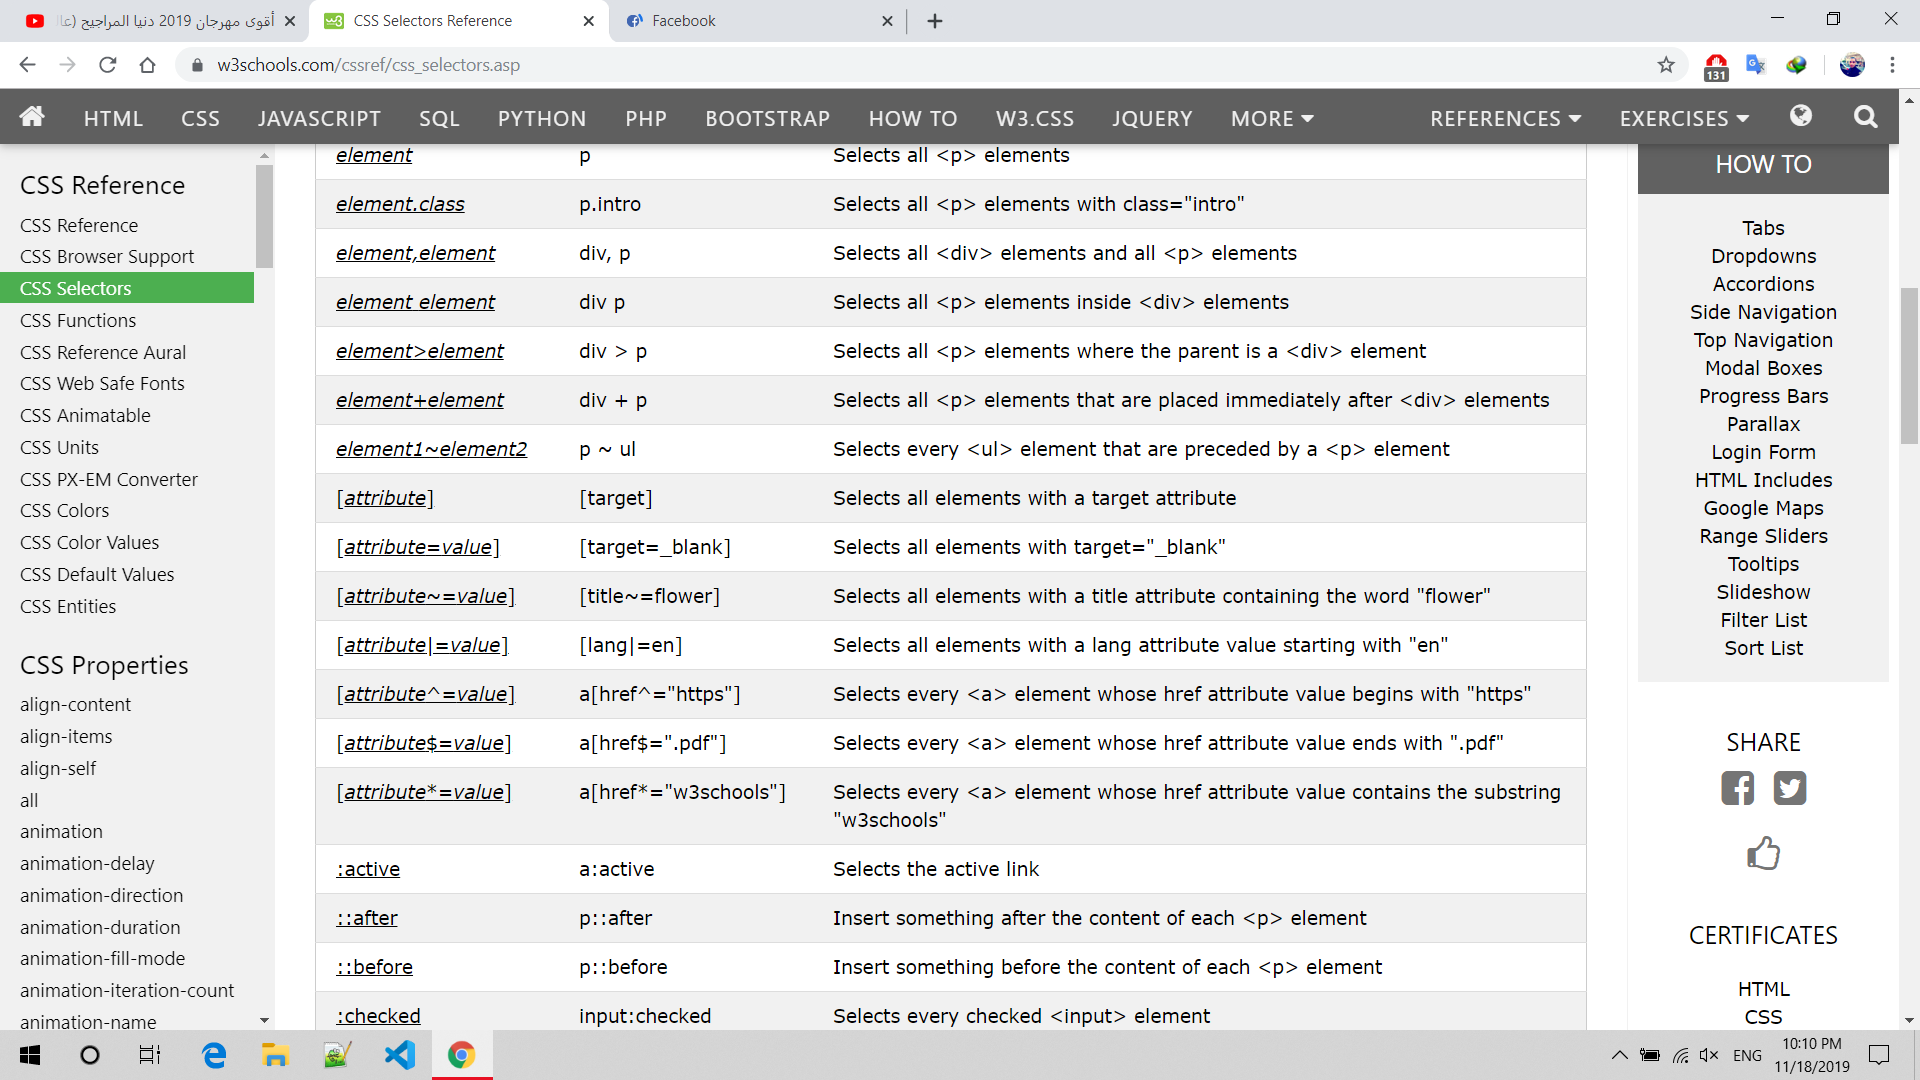 أقوى مهرجان 2019 دنيا المراجيح (عا
CSS Selectors Reference
Facebook
w3schools.com/cssref/css_selectors.asp
131
HTML CSS JAVASCRIPT SQL PYTHON PHP BOOTSTRAP HOW TO W3.CSS JQUERY MORE REFERENCES EXERCISES
CSS Reference
CSS Reference
CSS Browser Support
CSS Selectors
CSS Functions
CSS Reference Aural
CSS Web Safe Fonts
CSS Animatable
CSS Units
CSS PX-EM Converter
CSS Colors
CSS Color Values
CSS Default Values
CSS Entities
CSS Properties
align-content
align-items
align-self
all
animation
animation-delay
animation-direction
animation-duration
animation-fill-mode
animation-iteration-count
animation-name
element p Selects all <p> elements
element.class p.intro Selects all <p> elements with class="intro"
element,element div, p Selects all <div> elements and all <p> elements
element element div p Selects all <p> elements inside <div> elements
element>element div > p Selects all <p> elements where the parent is a <div> element
element+element div + p Selects all <p> elements that are placed immediately after <div> elements
element1~element2 p ~ ul Selects every <ul> element that are preceded by a <p> element
[attribute] [target] Selects all elements with a target attribute
[attribute=value] [target=_blank] Selects all elements with target="_blank"
[attribute~=value] [title~=flower] Selects all elements with a title attribute containing the word "flower"
[attribute|=value] [lang|=en] Selects all elements with a lang attribute value starting with "en"
[attribute^=value] a[href^="https"] Selects every <a> element whose href attribute value begins with "https"
[attribute$=value] a[href$=".pdf"] Selects every <a> element whose href attribute value ends with ".pdf"
[attribute*=value] a[href*="w3schools"] Selects every <a> element whose href attribute value contains the substring
"w3schools"
:active a:active Selects the active link
::after p::after Insert something after the content of each <p> element
::before p::before Insert something before the content of each <p> element
:checked input:checked Selects every checked <input> element
HOW TO
Tabs
Dropdowns
Accordions
Side Navigation
Top Navigation
Modal Boxes
Progress Bars
Parallax
Login Form
HTML Includes
Google Maps
Range Sliders
Tooltips
Slideshow
Filter List
Sort List
SHARE
CERTIFICATES
HTML
CSS
ENG
10:10 PM
11/18/2019